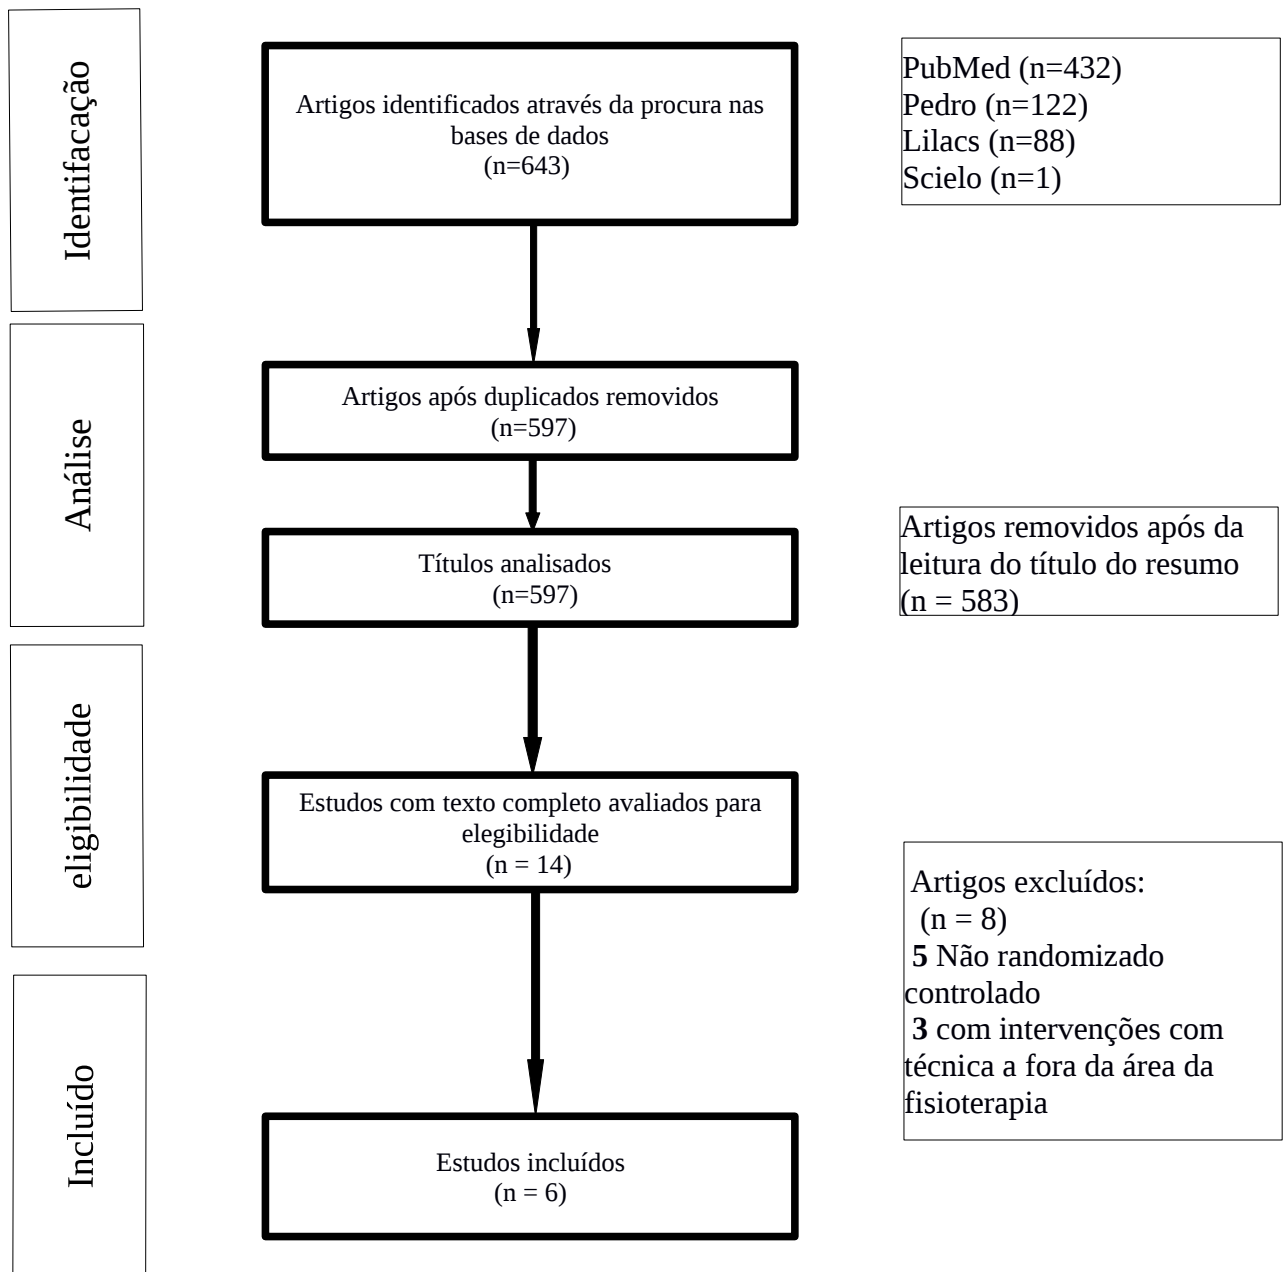 Identifacação
Artigos identificados através da procura nas
bases de dados
(n=643)
PubMed (n=432)
Pedro (n=122)
Lilacs (n=88)
Scielo (n=1)
Análise
Artigos após duplicados removidos
(n=597)
Títulos analisados
(n=597)
Artigos removidos após da
leitura do título do resumo
(n = 583)
eligibilidade
Estudos com texto completo avaliados para
elegibilidade
(n = 14)
Artigos excluídos:
(n = 8)
5 Não randomizado
controlado
3 com intervenções com
técnica a fora da área da
fisioterapia
Incluído
Estudos incluídos
(n = 6)